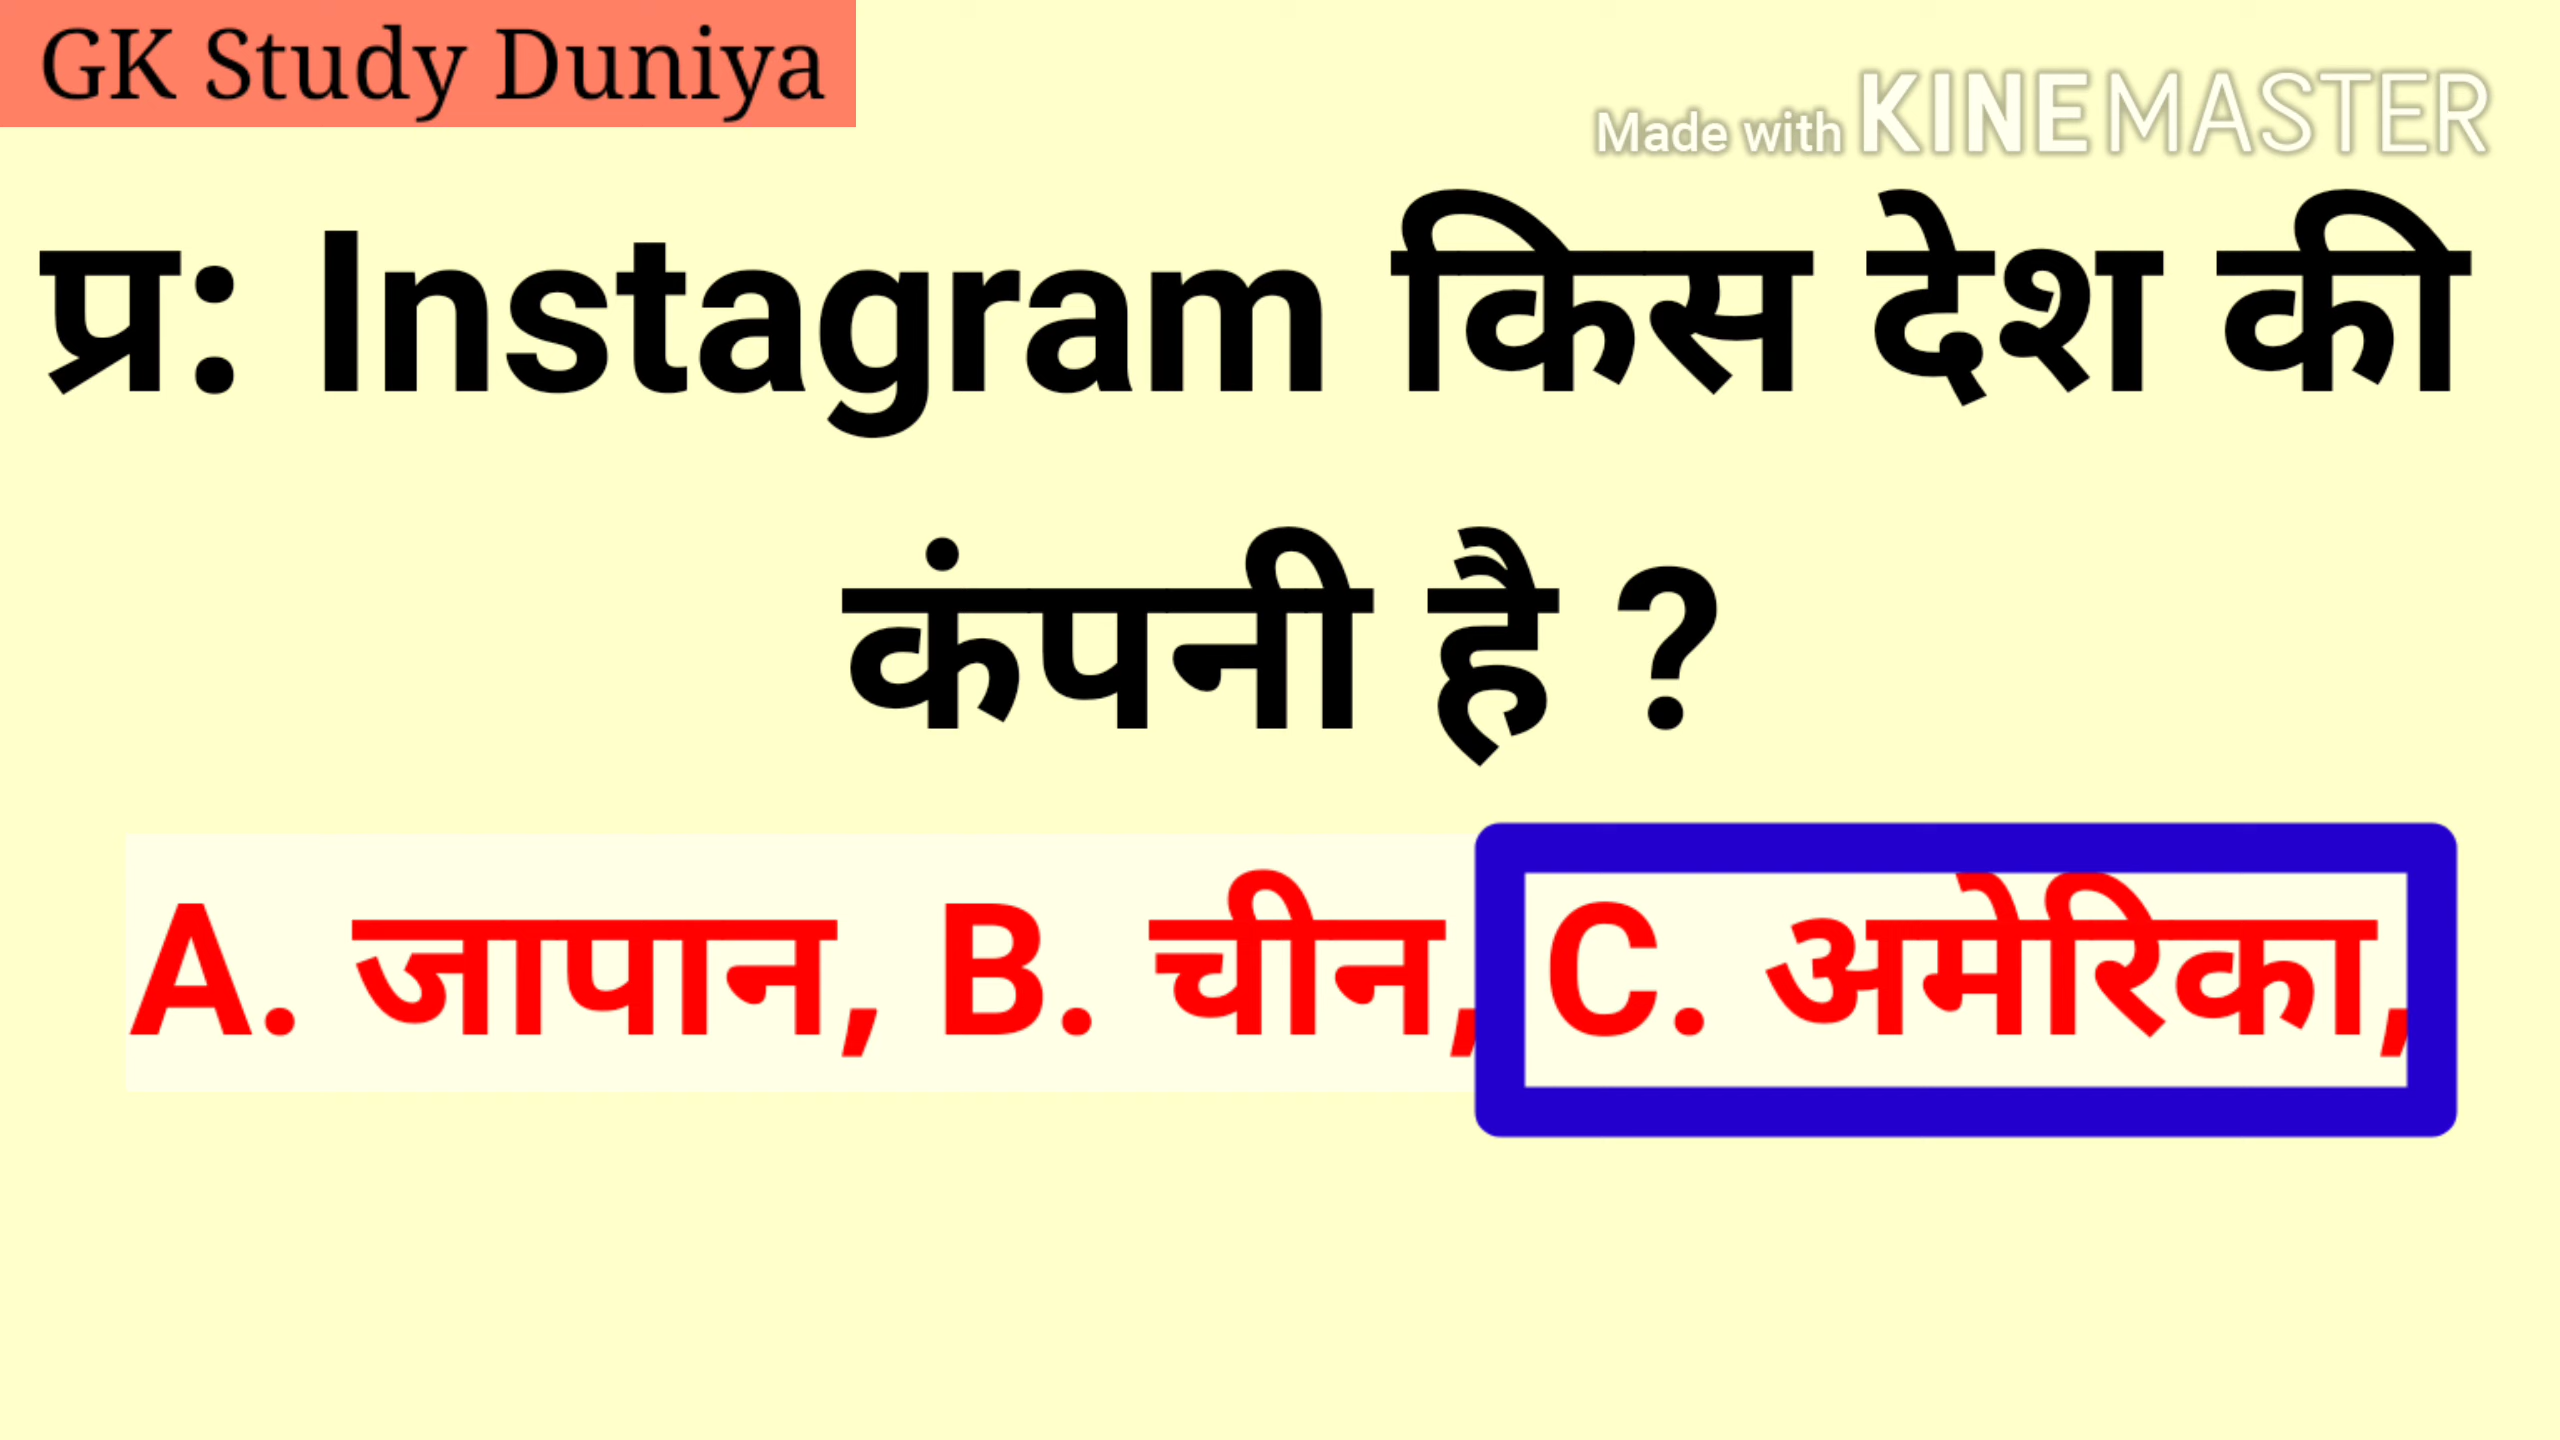 GK Study Duniya
Made with KINEMASTER
प्र: Instagram किस देश की
कंपनी है ?
A. जापान, B. चीन, C. अमेरिका,